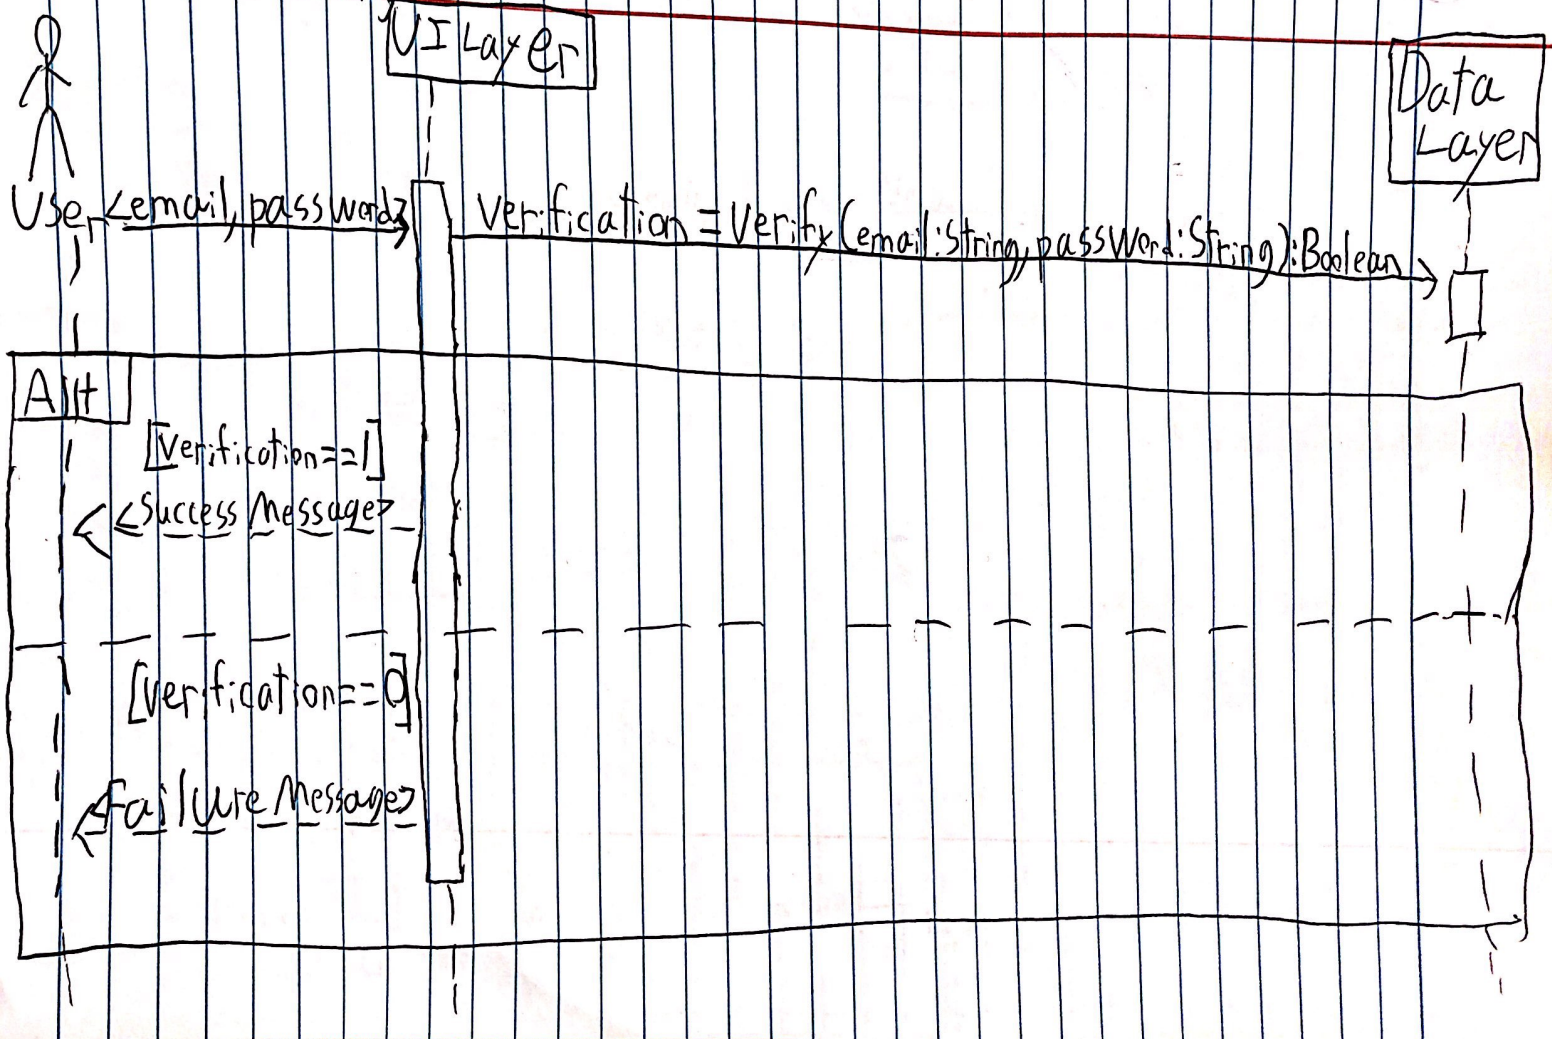 UI Layer
Data
Layer
User
<email, password>
verification = verify(email:String, password:String):Boolean
Alt
[verification==1]
<Success Message>
[verification==0]
<Failure Message>